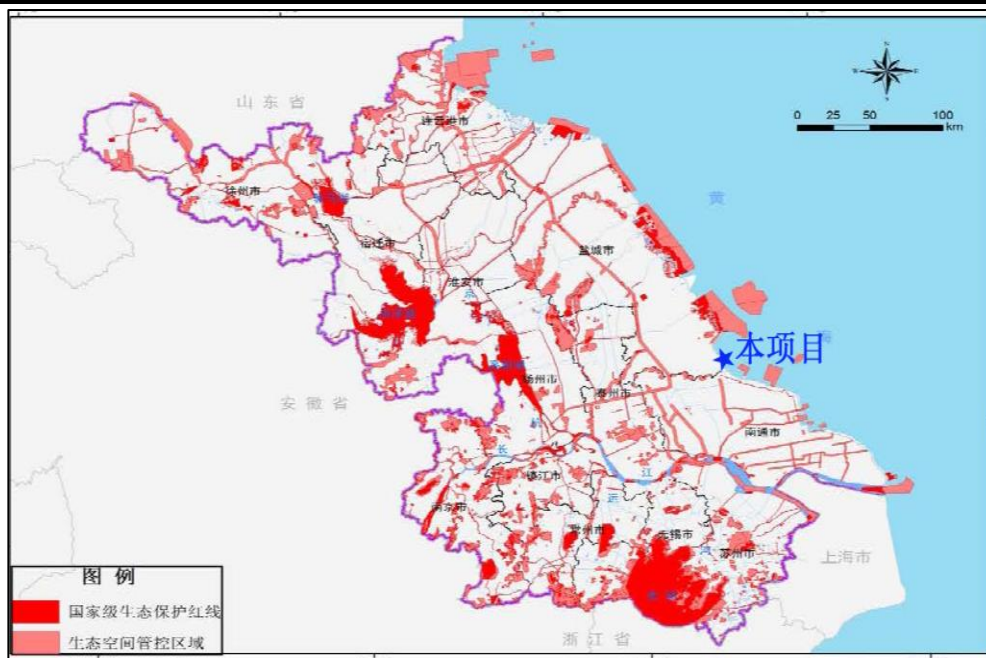 N
W
E
S
0 25 50 100
km
山 东 省
连云港市
徐州市
宿迁市
淮安市
盐城市
黄
海
本项目
扬州市
泰州市
南通市
安 徽 省
长
江
镇江市
南京市
常州市
无锡市
苏州市
运
河
上海市
浙 江 省
图 例
国家级生态保护红线
生态空间管控区域